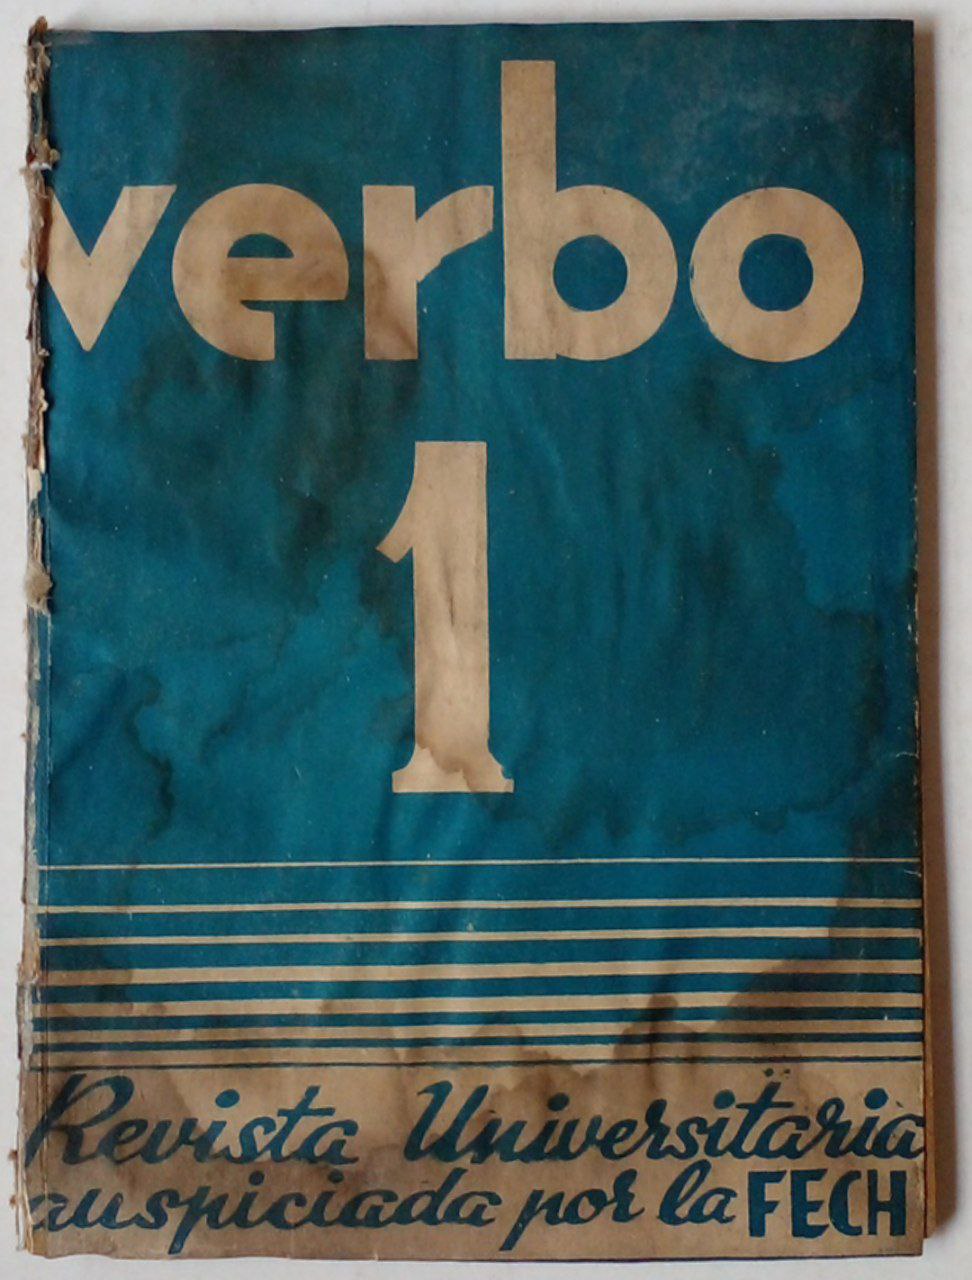 verbo
1
Revista Universitaria
auspiciada por la FECH